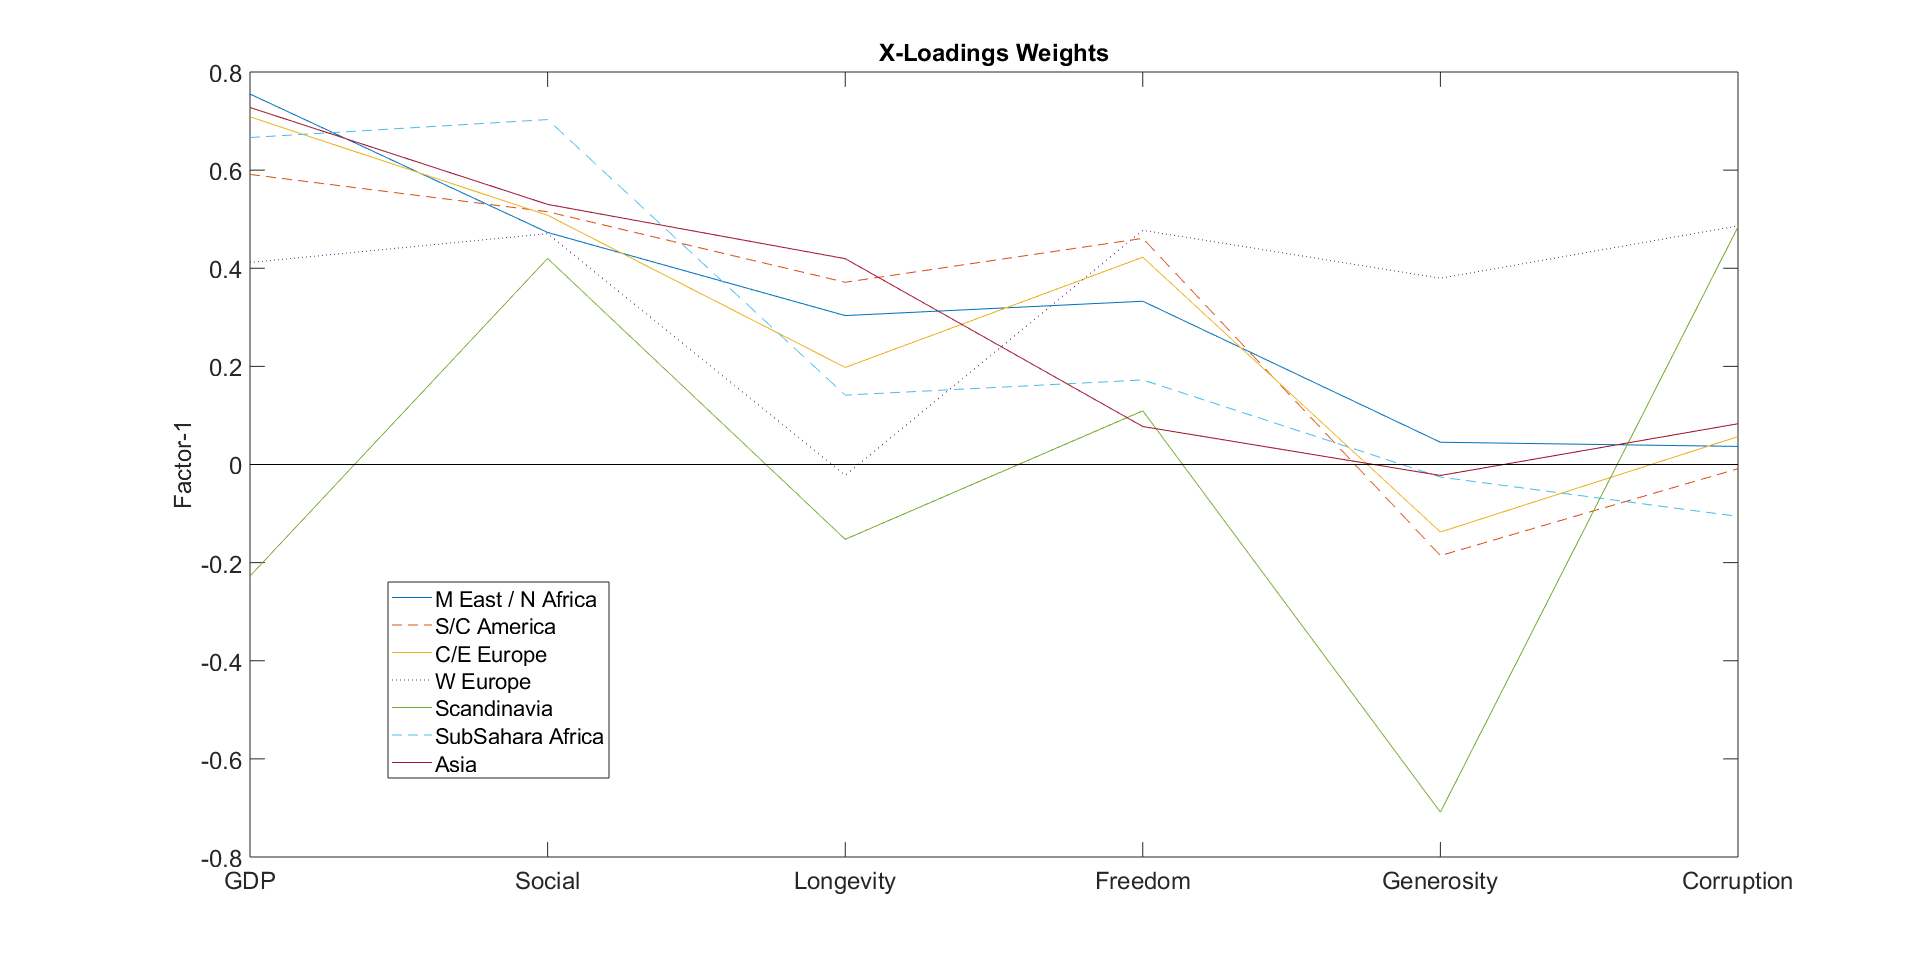 X-Loadings Weights
0.8
0.6
0.4
0.2
0
-0.2
-0.4
-0.6
-0.8
Factor-1
M East / N Africa
S/C America
C/E Europe
W Europe
Scandinavia
SubSahara Africa
Asia
GDP Social Longevity Freedom Generosity Corruption